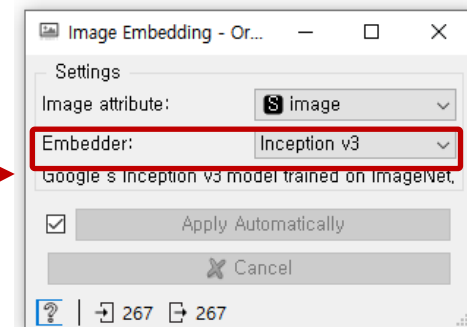 Image Embedding - Or...
Settings
Image attribute: S image
Embedder: Inception v3
Google's Inception v3 model trained on ImageNet.
Apply Automatically
Cancel
? 267 267